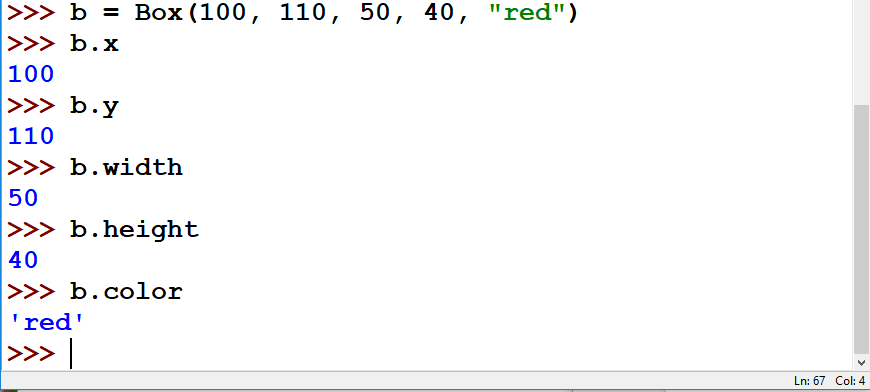 >>> b = Box(100, 110, 50, 40, "red")
>>> b.x
100
>>> b.y
110
>>> b.width
50
>>> b.height
40
>>> b.color
'red'
>>>
Ln: 67 Col: 4